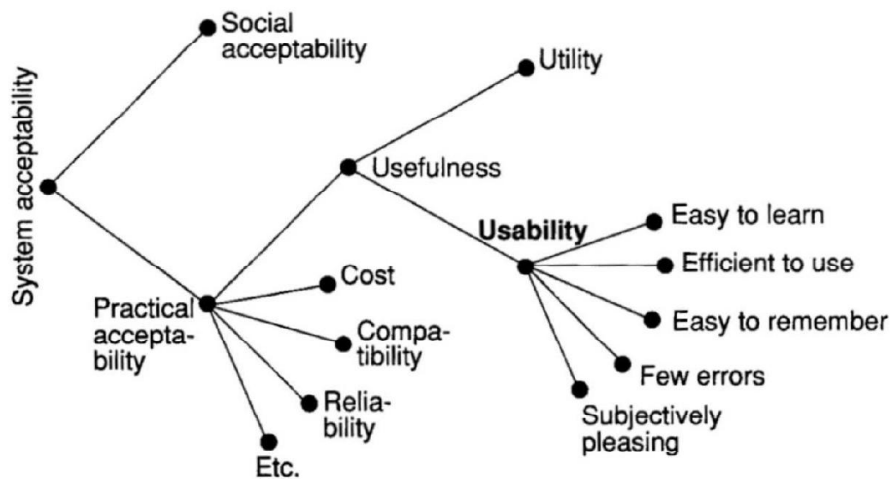 System acceptability
Social
acceptability
Utility
Usefulness
Usability
Easy to learn
Efficient to use
Easy to remember
Few errors
Subjectively
pleasing
Practical
accepta-
bility
Cost
Compa-
tibility
Relia-
bility
Etc.